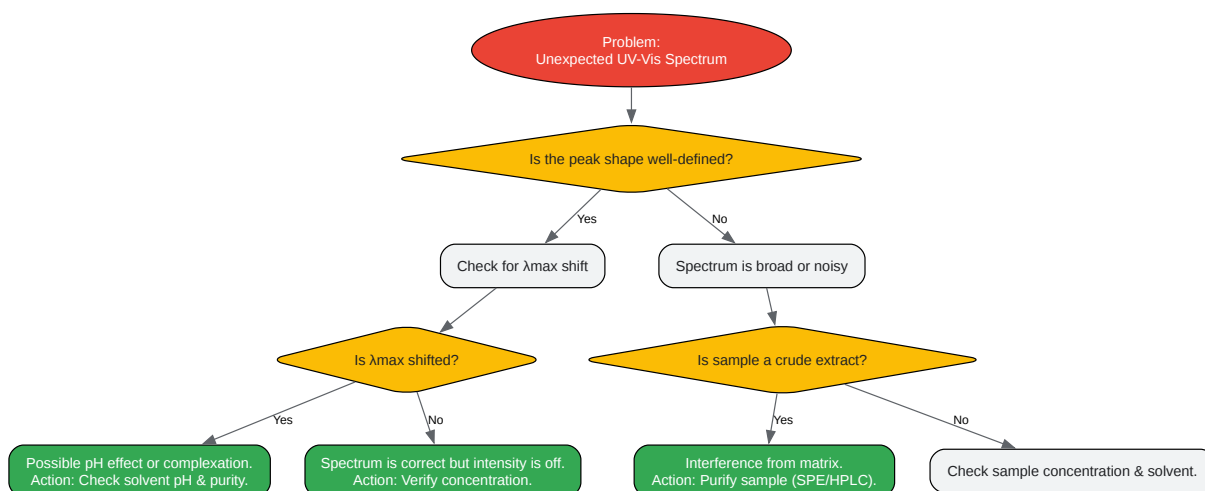 Problem:
Unexpected UV-Vis Spectrum
Is the peak shape well-defined?
Yes
No
Check for λmax shift
Spectrum is broad or noisy
Is λmax shifted?
Is sample a crude extract?
Yes
No
Yes
No
Possible pH effect or complexation.
Action: Check solvent pH & purity.
Spectrum is correct but intensity is off.
Action: Verify concentration.
Interference from matrix.
Action: Purify sample (SPE/HPLC).
Check sample concentration & solvent.